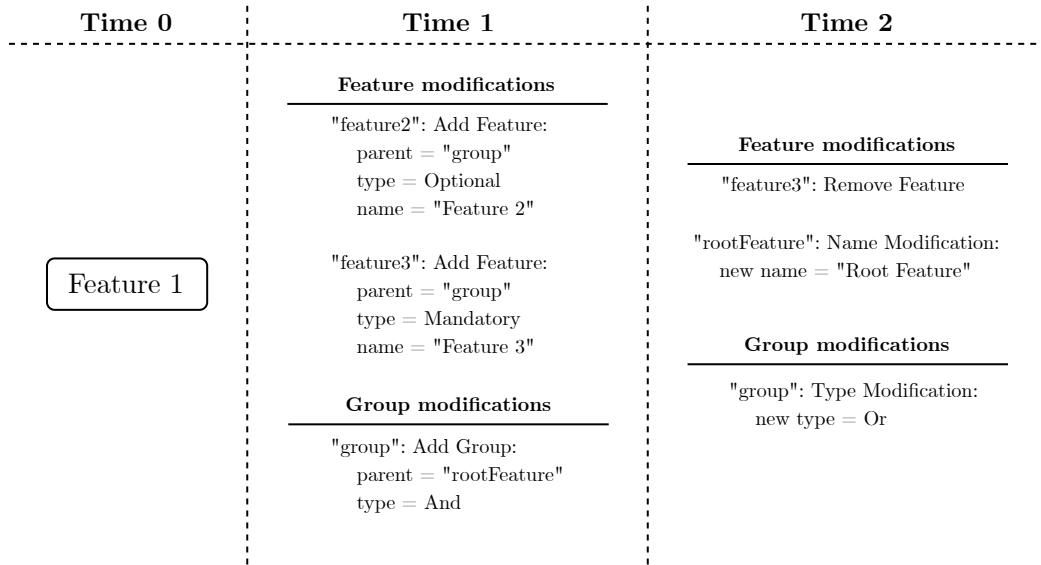 Time 0
Time 1
Time 2
Feature 1
Feature modifications
"feature2": Add Feature:
parent = "group"
type = Optional
name = "Feature 2"
"feature3": Add Feature:
parent = "group"
type = Mandatory
name = "Feature 3"
Group modifications
"group": Add Group:
parent = "rootFeature"
type = And
Feature modifications
"feature3": Remove Feature
"rootFeature": Name Modification:
new name = "Root Feature"
Group modifications
"group": Type Modification:
new type = Or